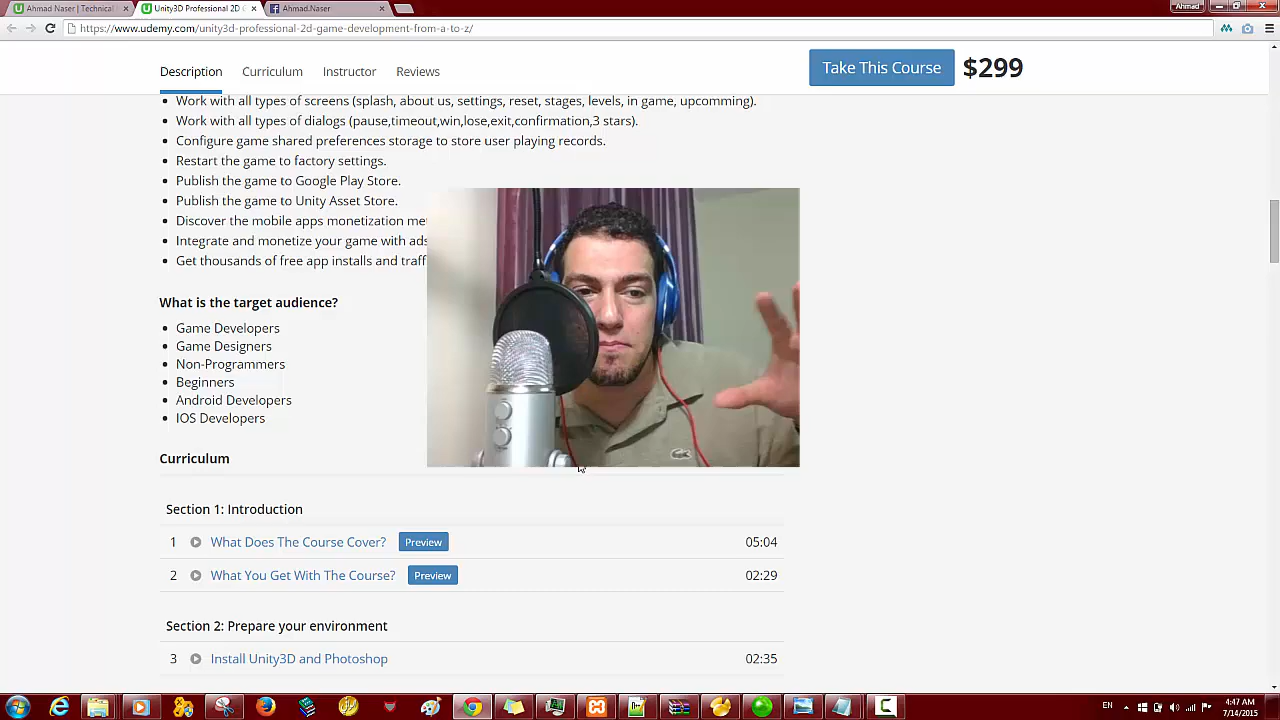 Ahmad Naser | Technical
Unity3D Professional 2D G
Ahmad.Naser
Ahmad
https://www.udemy.com/unity3d-professional-2d-game-development-from-a-to-z/
Description
Curriculum
Instructor
Reviews
Take This Course
$299
Work with all types of screens (splash, about us, settings, reset, stages, levels, in game, upcomming).
Work with all types of dialogs (pause,timeout,win,lose,exit,confirmation,3 stars).
Configure game shared preferences storage to store user playing records.
Restart the game to factory settings.
Publish the game to Google Play Store.
Publish the game to Unity Asset Store.
Discover the mobile apps monetization me
Integrate and monetize your game with ads
Get thousands of free app installs and traff
What is the target audience?
Game Developers
Game Designers
Non-Programmers
Beginners
Android Developers
IOS Developers
Curriculum
Section 1: Introduction
1 What Does The Course Cover? Preview 05:04
2 What You Get With The Course? Preview 02:29
Section 2: Prepare your environment
3 Install Unity3D and Photoshop 02:35
EN
4:47 AM
7/14/2015